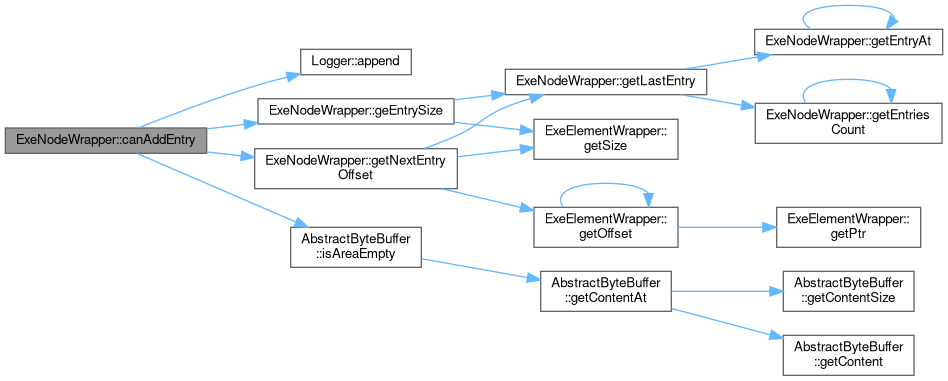 ExeNodeWrapper::canAddEntry
Logger::append
ExeNodeWrapper::geEntrySize
ExeNodeWrapper::getNextEntry
Offset
AbstractByteBuffer
::isAreaEmpty
ExeNodeWrapper::getLastEntry
ExeElementWrapper::
getSize
ExeElementWrapper::
getOffset
AbstractByteBuffer
::getContentAt
ExeNodeWrapper::getEntryAt
ExeNodeWrapper::getEntries
Count
ExeElementWrapper::
getPtr
AbstractByteBuffer
::getContentSize
AbstractByteBuffer
::getContent